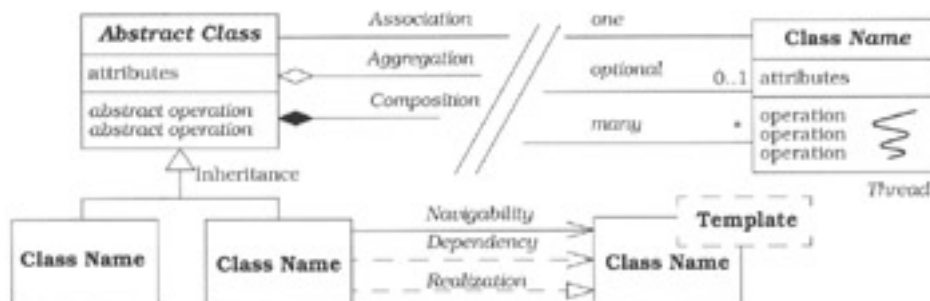 Association
one
Abstract Class
Class Name
Aggregation
optional
attributes
0..1
attributes
Composition
abstract operation
many
*
operation
abstract operation
operation
operation
Inheritance
Thread
Navigability
Template
Dependency
Class Name
Class Name
Class Name
Realization